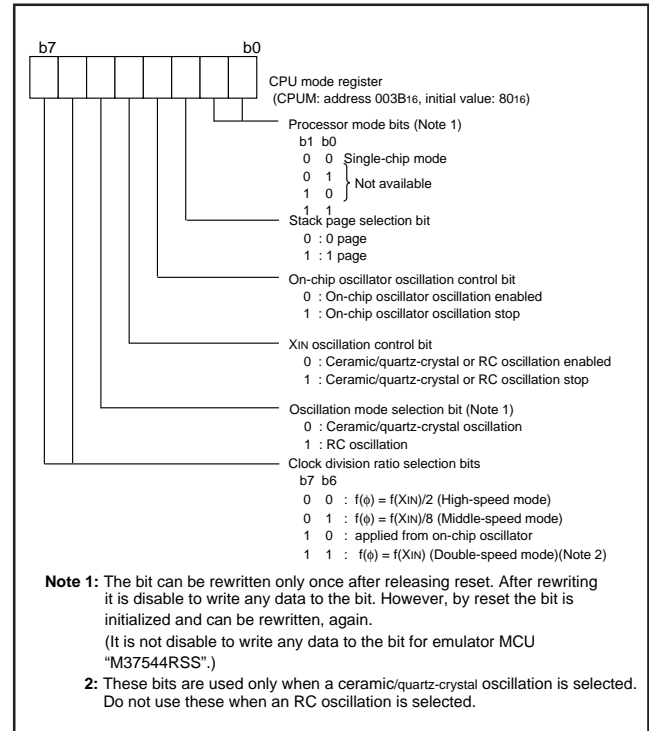 b7 b0
CPU mode register
(CPUM: address 003B16, initial value: 8016)
Processor mode bits (Note 1)
b1 b0
0 0 Single-chip mode
0 1
Not available
1 0
1 1
Stack page selection bit
0 : 0 page
1 : 1 page
On-chip oscillator oscillation control bit
0 : On-chip oscillator oscillation enabled
1 : On-chip oscillator oscillation stop
XIN oscillation control bit
0 : Ceramic/quartz-crystal or RC oscillation enabled
1 : Ceramic/quartz-crystal or RC oscillation stop
Oscillation mode selection bit (Note 1)
0 : Ceramic/quartz-crystal oscillation
1 : RC oscillation
Clock division ratio selection bits
b7 b6
0 0 : f(φ) = f(XIN)/2 (High-speed mode)
0 1 : f(φ) = f(XIN)/8 (Middle-speed mode)
1 0 : applied from on-chip oscillator
1 1 : f(φ) = f(XIN) (Double-speed mode)(Note 2)
Note 1: The bit can be rewritten only once after releasing reset. After rewriting
it is disable to write any data to the bit. However, by reset the bit is
initialized and can be rewritten, again.
(It is not disable to write any data to the bit for emulator MCU
“M37544RSS”.)
2: These bits are used only when a ceramic/quartz-crystal oscillation is selected.
Do not use these when an RC oscillation is selected.